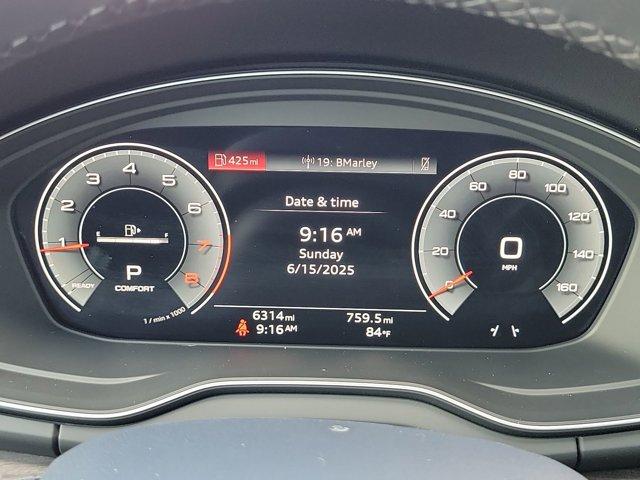 425 mi
19: BMarley
Date & time
9:16 AM
Sunday
6/15/2025
6314 mi 759.5 mi
9:16 AM 84°F
1 2 3 4 5 6 7 8
E F
P
COMFORT
READY
1 / min x 1000
0 20 40 60 80 100 120 140 160
0
MPH